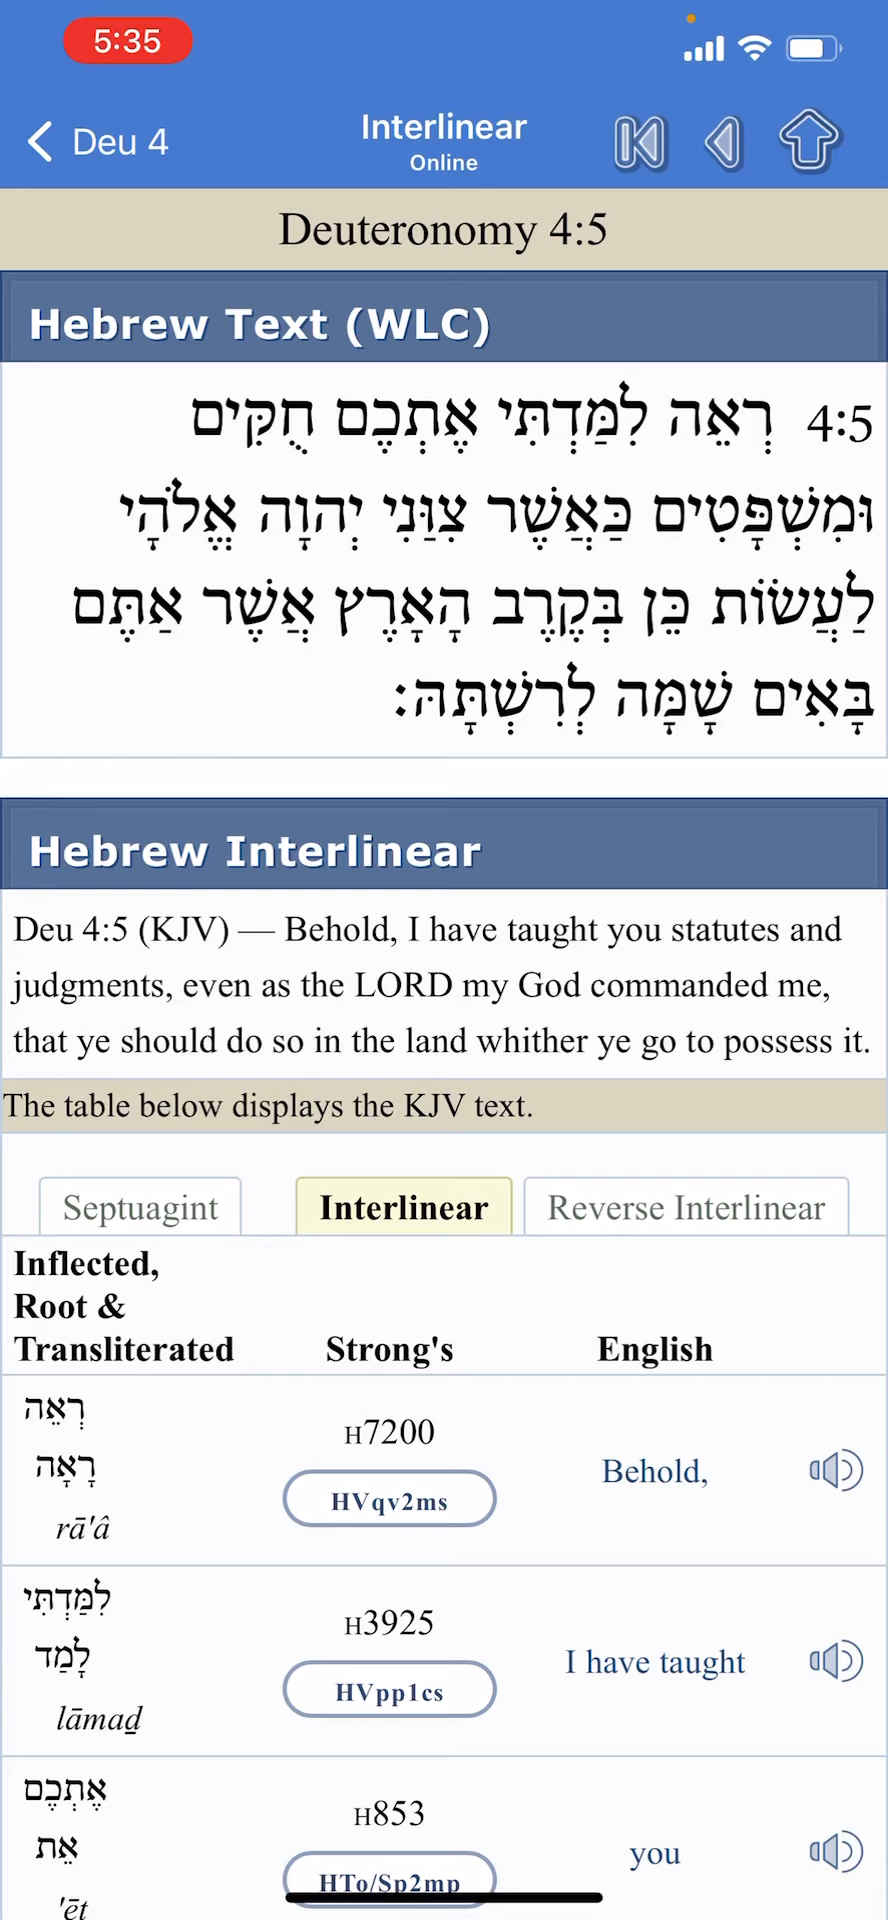 5:35
Deu 4
Interlinear
Online
Deuteronomy 4:5
Hebrew Text (WLC)
4:5 רְאֵה לִמַּדְתִּי אֶתְכֶם חֻקִּים
וּמִשְׁפָּטִים כַּאֲשֶׁר צִוַּנִי יְהוָה אֱלֹהָי
לַעֲשׂוֹת כֵּן בְּקֶרֶב הָאָרֶץ אֲשֶׁר אַתֶּם
בָּאִים שָׁמָּה לְרִשְׁתָּהּ׃
Hebrew Interlinear
Deu 4:5 (KJV) — Behold, I have taught you statutes and
judgments, even as the LORD my God commanded me,
that ye should do so in the land whither ye go to possess it.
The table below displays the KJV text.
Septuagint Interlinear Reverse Interlinear
Inflected,
Root &
Transliterated Strong's English
רְאֵה
רָאָה
rā'â
H7200
HVqv2ms
Behold,
לִמַּדְתִּי
לָמַד
lāmaḏ
H3925
HVpp1cs
I have taught
אֶתְכֶם
אֵת
'ēṯ
H853
HTo/Sp2mp
you